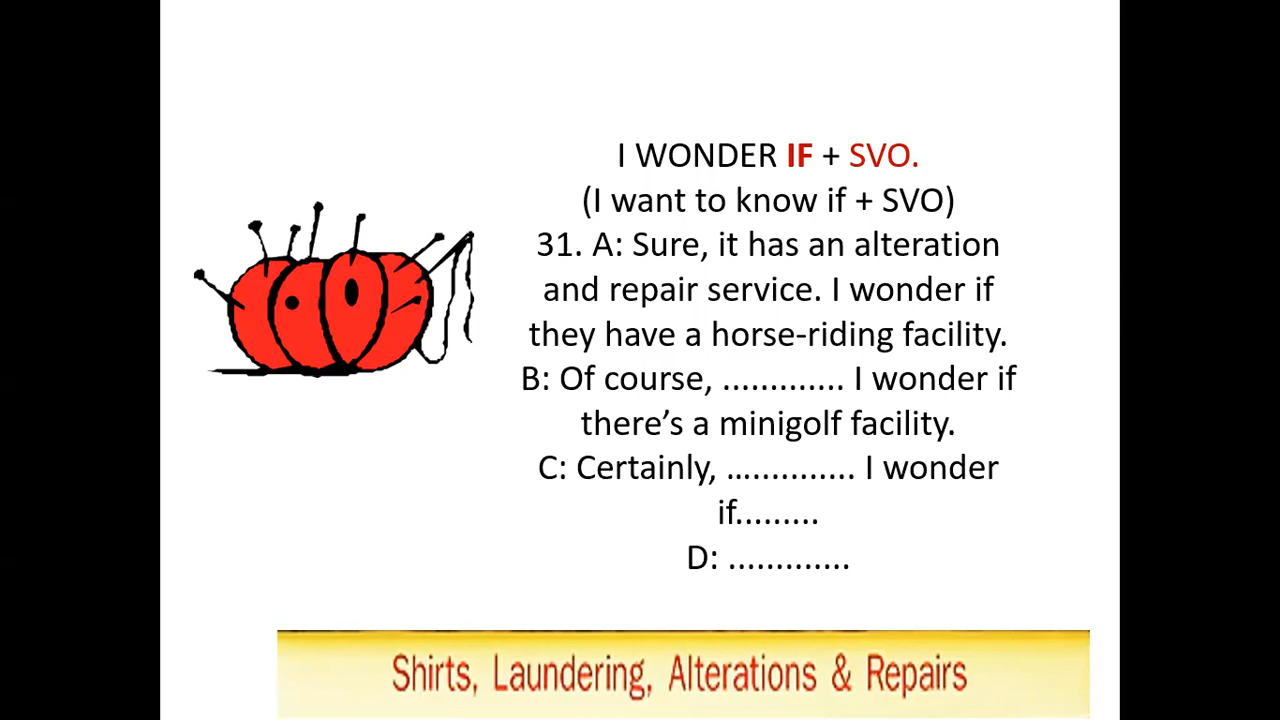 I WONDER IF + SVO.
(I want to know if + SVO)
31. A: Sure, it has an alteration
and repair service. I wonder if
they have a horse-riding facility.
B: Of course, ............. I wonder if
there’s a minigolf facility.
C: Certainly, ….............. I wonder
if.........
D: .............
Shirts, Laundering, Alterations & Repairs